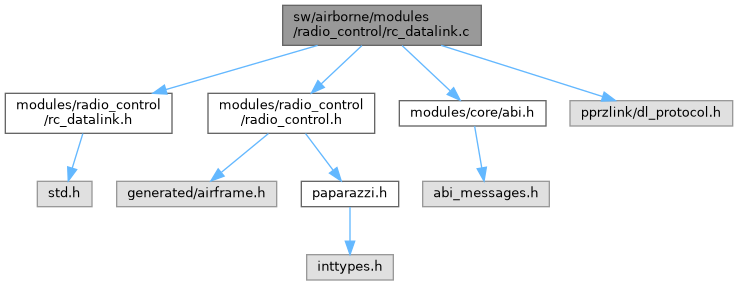 sw/airborne/modules
/radio_control/rc_datalink.c
modules/radio_control
/rc_datalink.h
modules/radio_control
/radio_control.h
modules/core/abi.h
pprzlink/dl_protocol.h
std.h
generated/airframe.h
paparazzi.h
abi_messages.h
inttypes.h